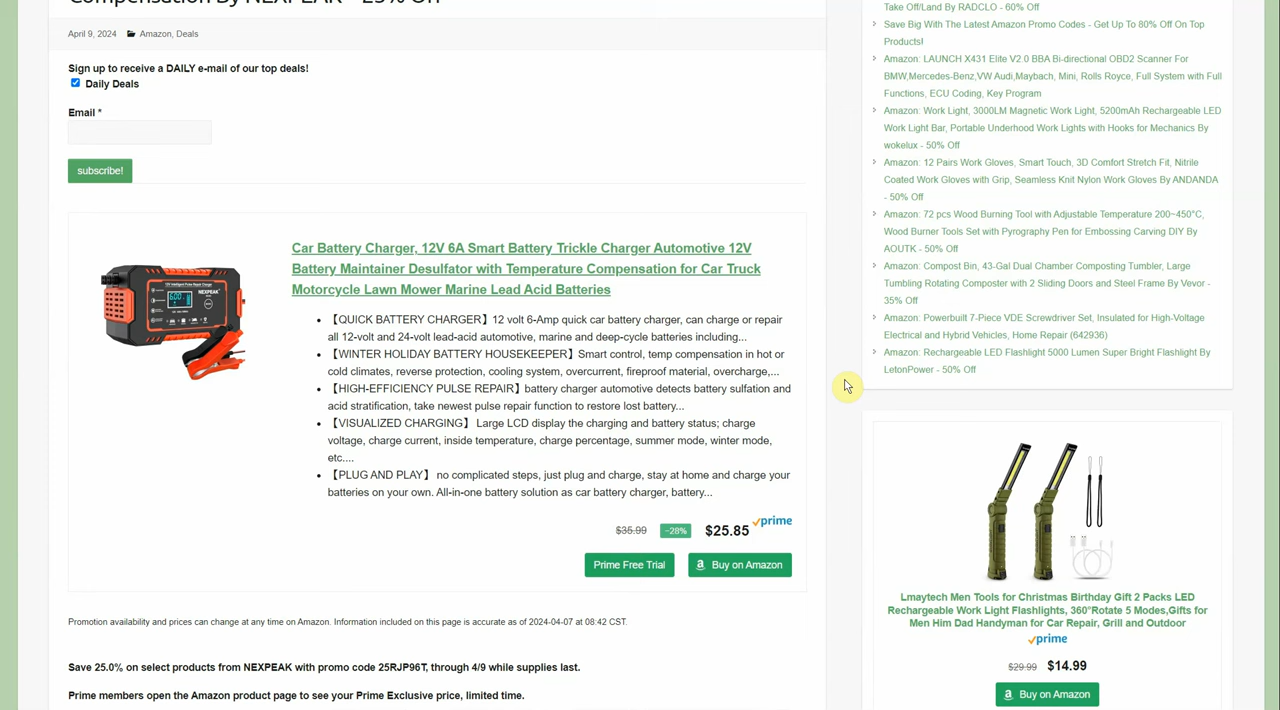 Compensation By NEXPEAK - 25% Off
April 9, 2024 Amazon, Deals
Sign up to receive a DAILY e-mail of our top deals!
Daily Deals
Email *
subscribe!
Car Battery Charger, 12V 6A Smart Battery Trickle Charger Automotive 12V
Battery Maintainer Desulfator with Temperature Compensation for Car Truck
Motorcycle Lawn Mower Marine Lead Acid Batteries
【QUICK BATTERY CHARGER】12 volt 6-Amp quick car battery charger, can charge or repair
all 12-volt and 24-volt lead-acid automotive, marine and deep-cycle batteries including...
【WINTER HOLIDAY BATTERY HOUSEKEEPER】Smart control, temp compensation in hot or
cold climates, reverse protection, cooling system, overcurrent, fireproof material, overcharge,...
【HIGH-EFFICIENCY PULSE REPAIR】battery charger automotive detects battery sulfation and
acid stratification, take newest pulse repair function to restore lost battery...
【VISUALIZED CHARGING】 Large LCD display the charging and battery status; charge
voltage, charge current, inside temperature, charge percentage, summer mode, winter mode,
etc....
【PLUG AND PLAY】 no complicated steps, just plug and charge, stay at home and charge your
batteries on your own. All-in-one battery solution as car battery charger, battery...
$35.99 −28% $25.85 prime
Prime Free Trial Buy on Amazon
Promotion availability and prices can change at any time on Amazon. Information included on this page is accurate as of 2024-04-07 at 08:42 CST.
Save 25.0% on select products from NEXPEAK with promo code 25RJP96T, through 4/9 while supplies last.
Prime members open the Amazon product page to see your Prime Exclusive price, limited time.
Take Off/Land By RADCLO - 60% Off
Save Big With The Latest Amazon Promo Codes - Get Up To 80% Off On Top
Products!
Amazon: LAUNCH X431 Elite V2.0 BBA Bi-directional OBD2 Scanner For
BMW,Mercedes-Benz,VW Audi,Maybach, Mini, Rolls Royce, Full System with Full
Functions, ECU Coding, Key Program
Amazon: Work Light, 3000LM Magnetic Work Light, 5200mAh Rechargeable LED
Work Light Bar, Portable Underhood Work Lights with Hooks for Mechanics By
wokelux - 50% Off
Amazon: 12 Pairs Work Gloves, Smart Touch, 3D Comfort Stretch Fit, Nitrile
Coated Work Gloves with Grip, Seamless Knit Nylon Work Gloves By ANDANDA
- 50% Off
Amazon: 72 pcs Wood Burning Tool with Adjustable Temperature 200~450°C,
Wood Burner Tools Set with Pyrography Pen for Embossing Carving DIY By
AOUTK - 50% Off
Amazon: Compost Bin, 43-Gal Dual Chamber Composting Tumbler, Large
Tumbling Rotating Composter with 2 Sliding Doors and Steel Frame By Vevor -
35% Off
Amazon: Powerbuilt 7-Piece VDE Screwdriver Set, Insulated for High-Voltage
Electrical and Hybrid Vehicles, Home Repair (642936)
Amazon: Rechargeable LED Flashlight 5000 Lumen Super Bright Flashlight By
LetonPower - 50% Off
Lmaytech Men Tools for Christmas Birthday Gift 2 Packs LED
Rechargeable Work Light Flashlights, 360°Rotate 5 Modes,Gifts for
Men Him Dad Handyman for Car Repair, Grill and Outdoor
prime
$29.99 $14.99
Buy on Amazon